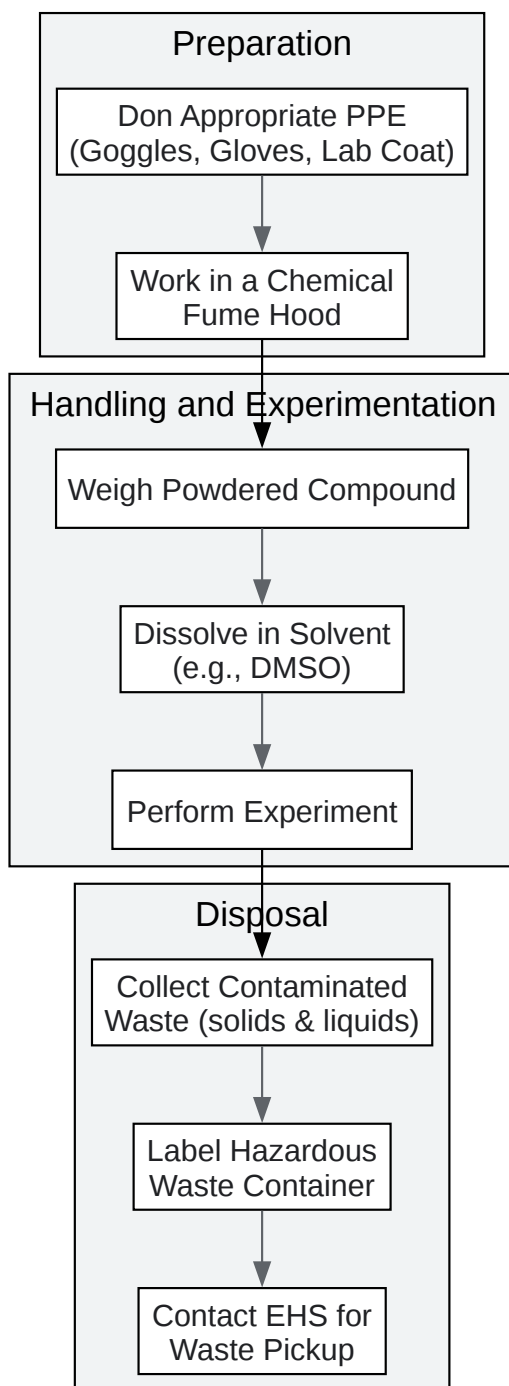 Preparation
Don Appropriate PPE
(Goggles, Gloves, Lab Coat)
Work in a Chemical
Fume Hood
Handling and Experimentation
Weigh Powdered Compound
Dissolve in Solvent
(e.g., DMSO)
Perform Experiment
Disposal
Collect Contaminated
Waste (solids & liquids)
Label Hazardous
Waste Container
Contact EHS for
Waste Pickup